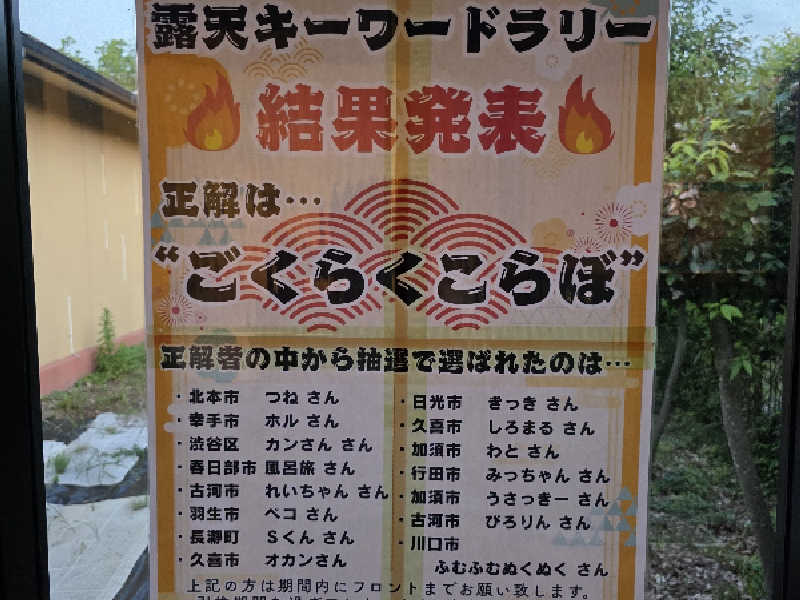 露天キーワードラリー
結果発表
正解は…
“ごくらくこらぼ”
正解者の中から抽選で選ばれたのは…
・北本市 つね さん
・幸手市 ホル さん
・渋谷区 カンさん さん
・春日部市 風呂旅 さん
・古河市 れいちゃん さん
・羽生市 ペコ さん
・長瀞町 Sくん さん
・久喜市 オカンさん
・日光市 きっき さん
・久喜市 しろまる さん
・加須市 わと さん
・行田市 みっちゃん さん
・加須市 うさっきー さん
・古河市 ぴろりん さん
・川口市
ふむふむぬくぬく さん
上記の方は期間内にフロントまでお願い致します。